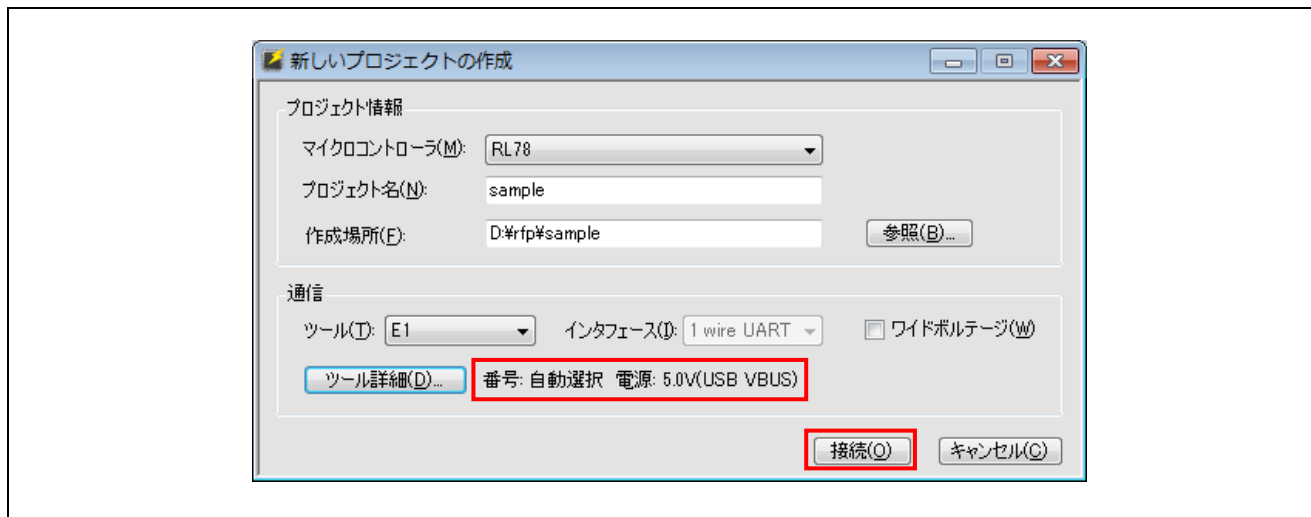 新しいプロジェクトの作成
プロジェクト情報
マイクロコントローラ(M): RL78
プロジェクト名(N): sample
作成場所(F): D:¥rfp¥sample 参照(B)...
通信
ツール(T): E1 インタフェース(I): 1 wire UART ワイドボルテージ(W)
ツール詳細(D)... 番号: 自動選択 電源: 5.0V(USB VBUS)
接続(O) キャンセル(C)